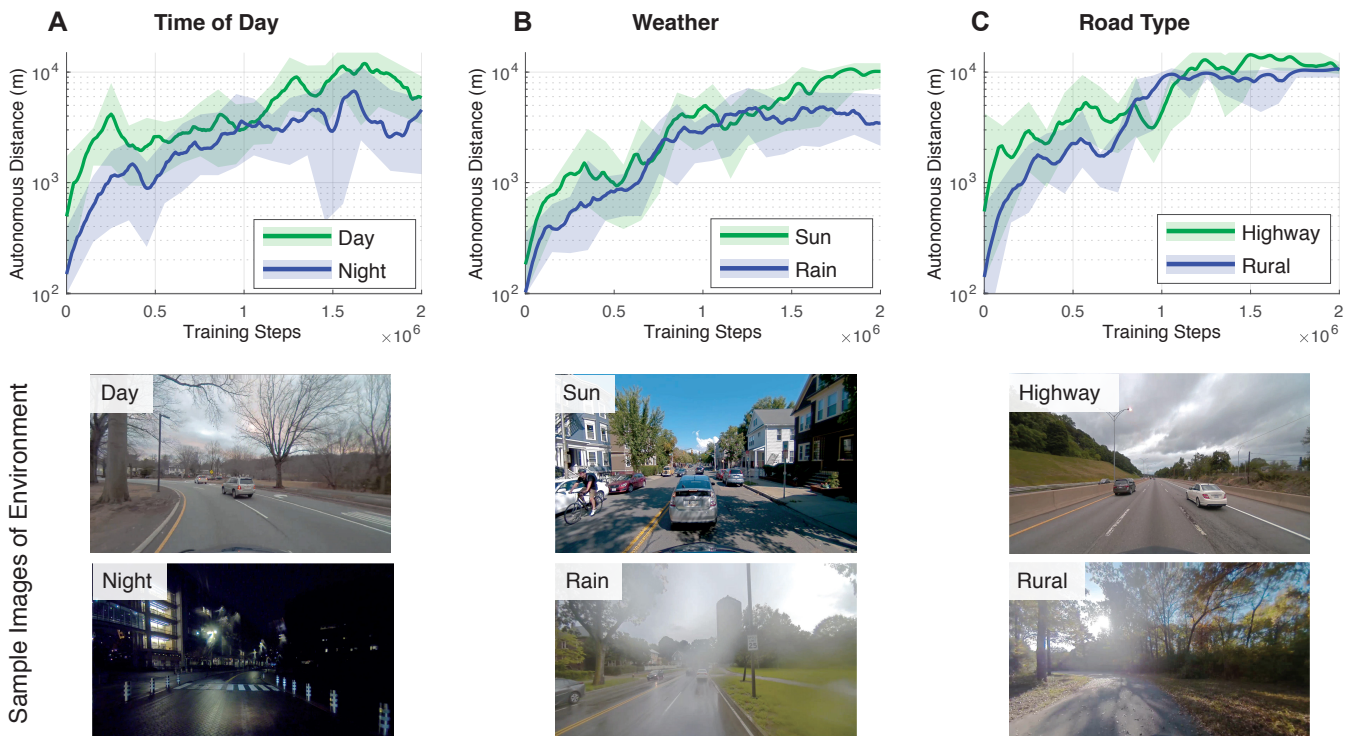 A Time of Day
Autonomous Distance (m)
10^4
10^3
10^2
Day
Night
0 0.5 1 1.5 2
Training Steps
×10^6
B Weather
Autonomous Distance (m)
10^4
10^3
10^2
Sun
Rain
0 0.5 1 1.5 2
Training Steps
×10^6
C Road Type
Autonomous Distance (m)
10^4
10^3
10^2
Highway
Rural
0 0.5 1 1.5 2
Training Steps
×10^6
Sample Images of Environment
Day
Sun
Highway
Night
Rain
Rural